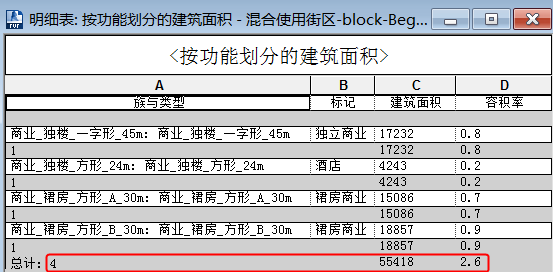 明细表: 按功能划分的建筑面积 - 混合使用街区-block-Beg...
<按功能划分的建筑面积>
A B C D
族与类型 标记 建筑面积 容积率
商业_独楼_一字形_45m: 商业_独楼_一字形_45m 独立商业 17232 0.8
1 17232 0.8
商业_独楼_方形_24m: 商业_独楼_方形_24m 酒店 4243 0.2
1 4243 0.2
商业_裙房_方形_A_30m: 商业_裙房_方形_A_30m 裙房商业 15086 0.7
1 15086 0.7
商业_裙房_方形_B_30m: 商业_裙房_方形_B_30m 裙房商业 18857 0.9
1 18857 0.9
总计: 4 55418 2.6